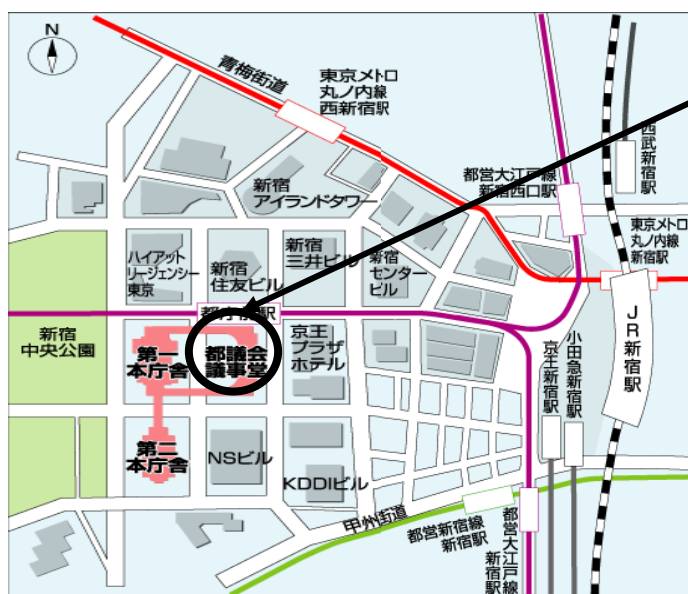 N
青梅街道
東京メトロ
丸ノ内線
西新宿駅
西武新宿駅
都営大江戸線
新宿西口駅
新宿
アイランドタワー
東京メトロ
丸ノ内線
新宿駅
ハイアット
リージェンシー
東京
新宿
住友ビル
新宿
三井ビル
新宿
センター
ビル
都庁前駅
新宿
中央公園
第一
本庁舎
都議会
議事堂
京王
プラザ
ホテル
京王新宿駅
小田急新宿駅
JR新宿駅
第二
本庁舎
NSビル
KDDIビル
甲州街道
都営新宿線
新宿駅
都営大江戸線
新宿駅